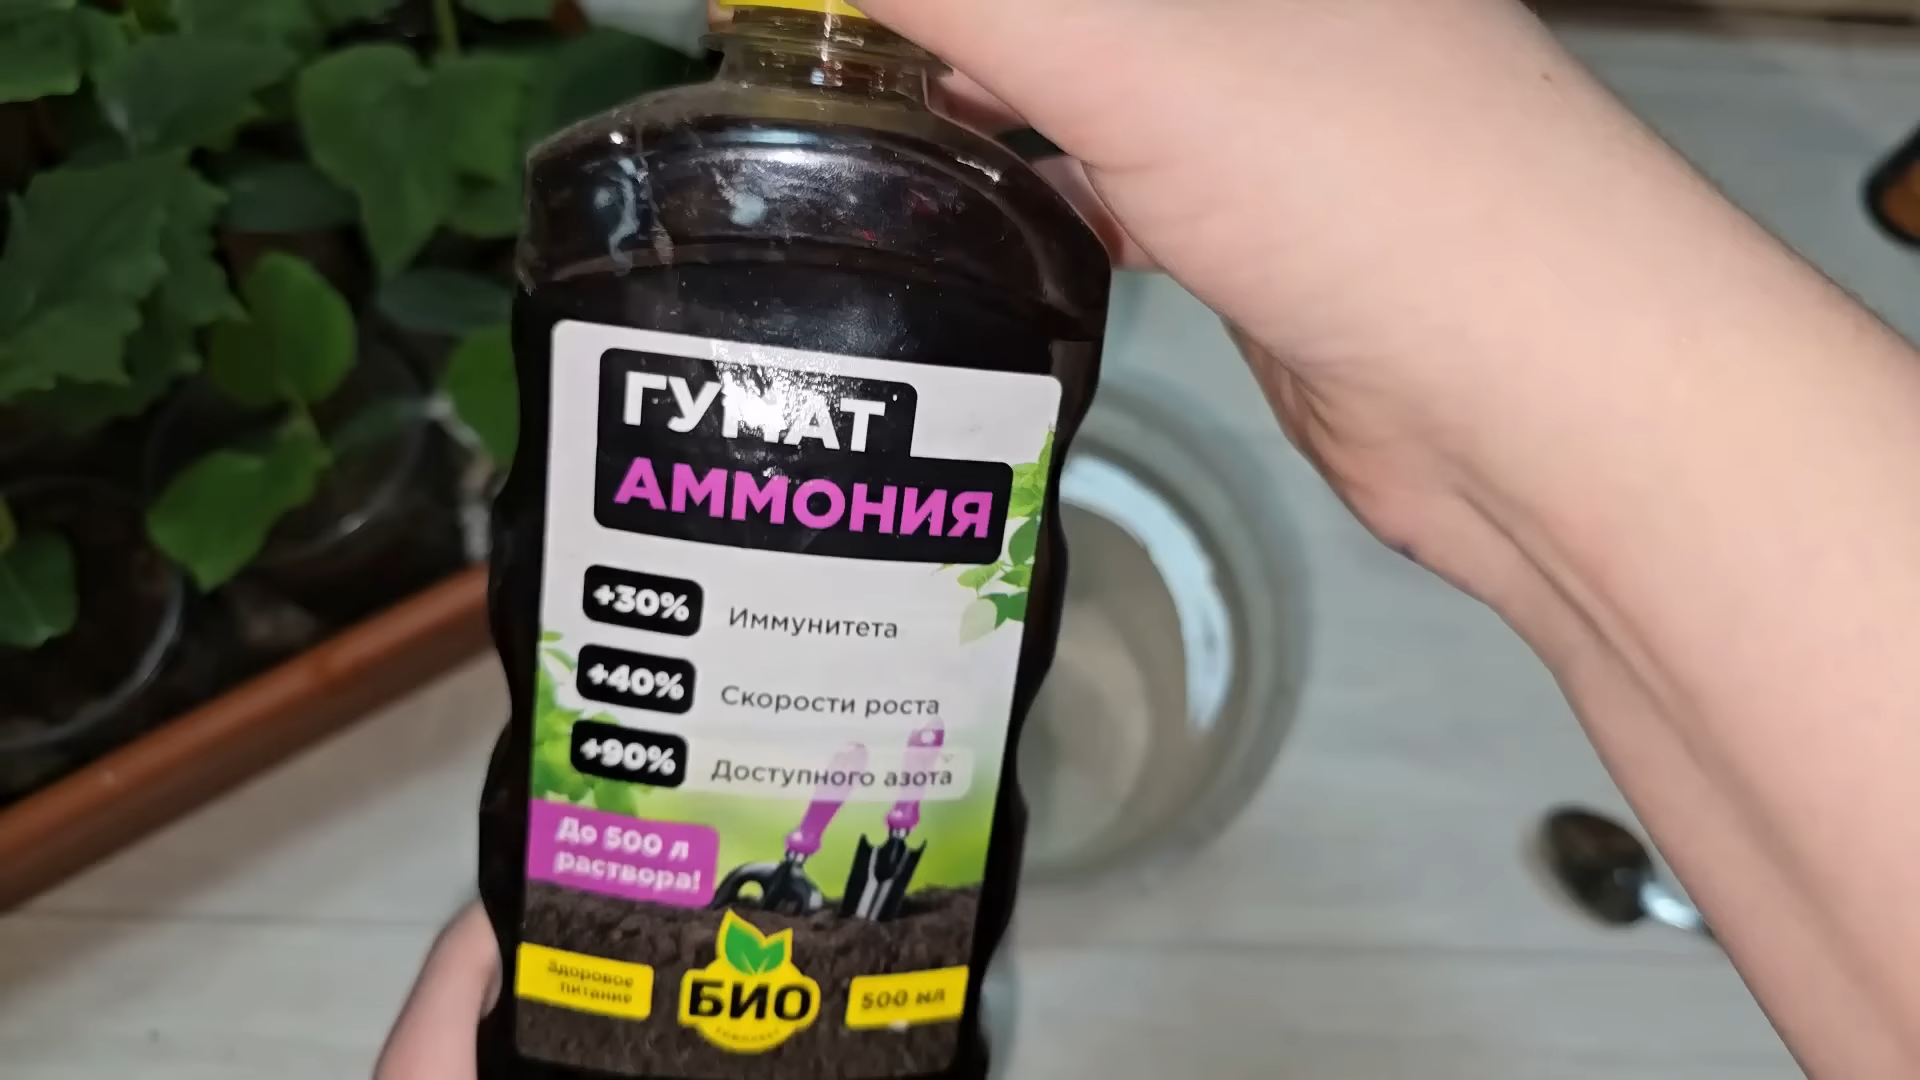 ГУМАТ
АММОНИЯ
+30% Иммунитета
+40% Скорости роста
+90% Доступного азота
До 500 л
раствора!
Здоровое
питание
БИО
500 мл